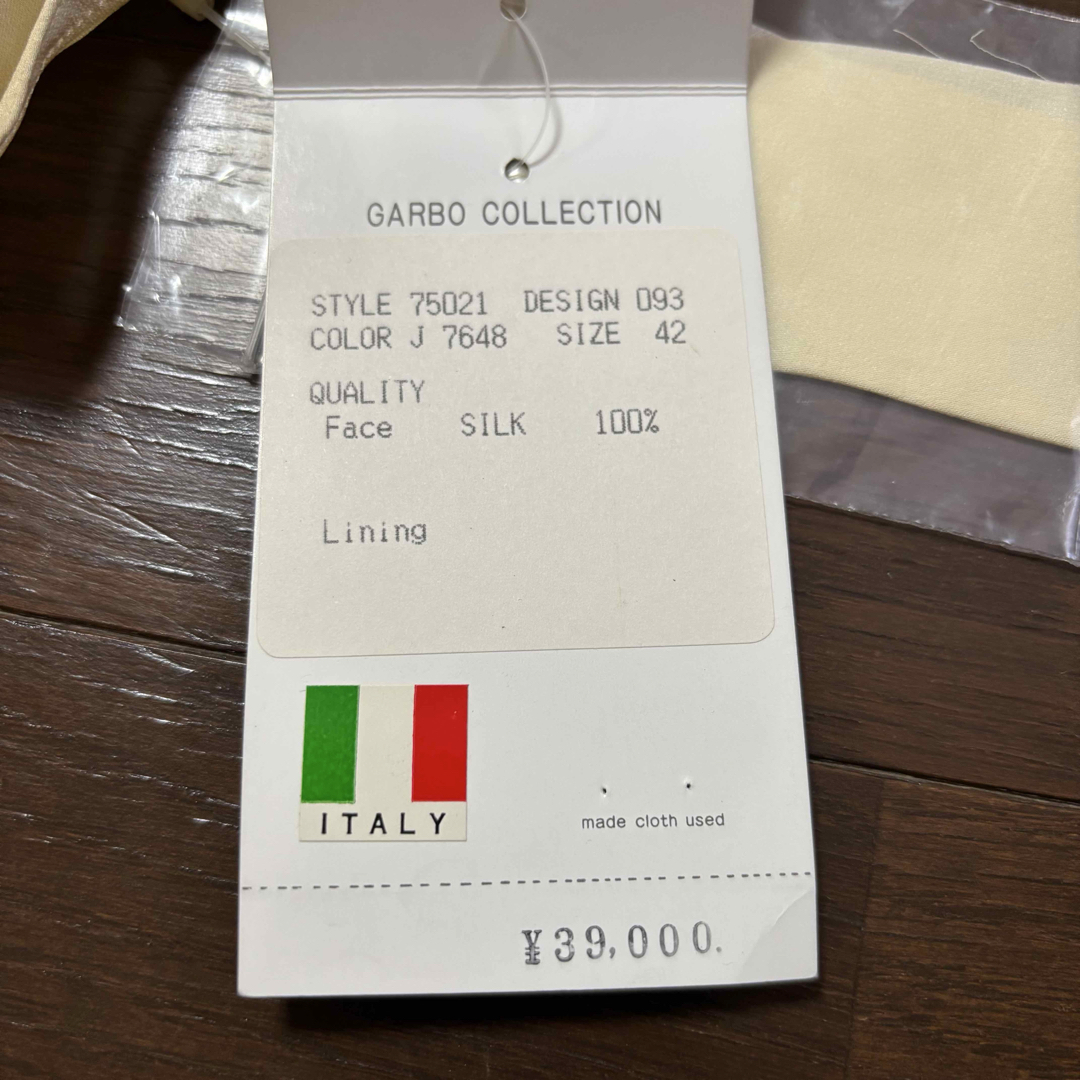 GARBO COLLECTION
STYLE 75021 DESIGN 093
COLOR J 7648 SIZE 42
QUALITY
Face SILK 100%
Lining
ITALY
made cloth used
¥39,000.